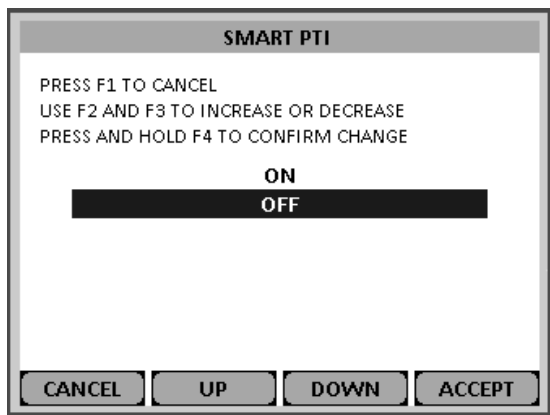 SMART PTI
PRESS F1 TO CANCEL
USE F2 AND F3 TO INCREASE OR DECREASE
PRESS AND HOLD F4 TO CONFIRM CHANGE
ON
OFF
CANCEL UP DOWN ACCEPT